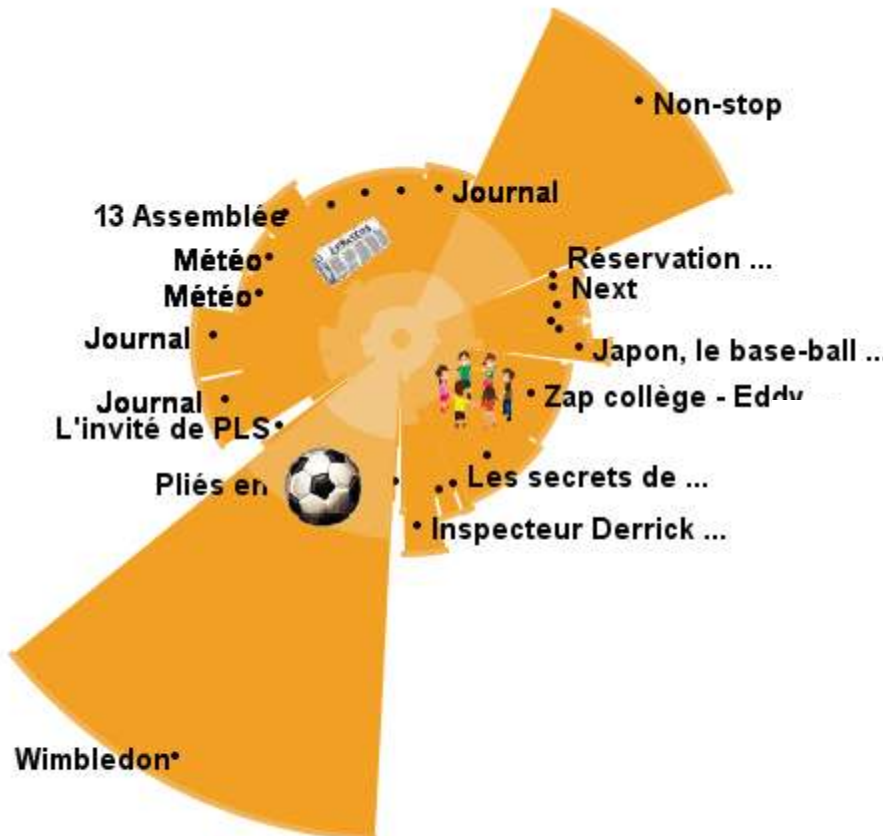 Non-stop
Journal
13 Assemblée
Météo
Réservation ...
Next
Météo
Journal
Japon, le base-ball ...
Zap collège - Eddy
Journal
L'invité de PLS
Pliés en
Les secrets de ...
Inspecteur Derrick ...
Wimbledon